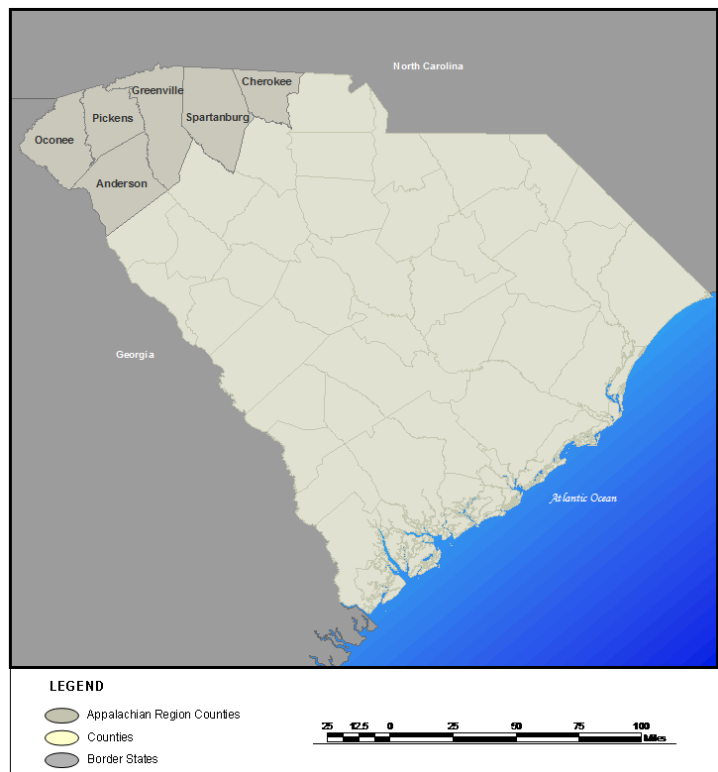 North Carolina
Cherokee
Greenville
Pickens
Spartanburg
Oconee
Anderson
Georgia
Atlantic Ocean
LEGEND
Appalachian Region Counties
Counties
Border States
25 12.5 0 25 50 75 100
Miles